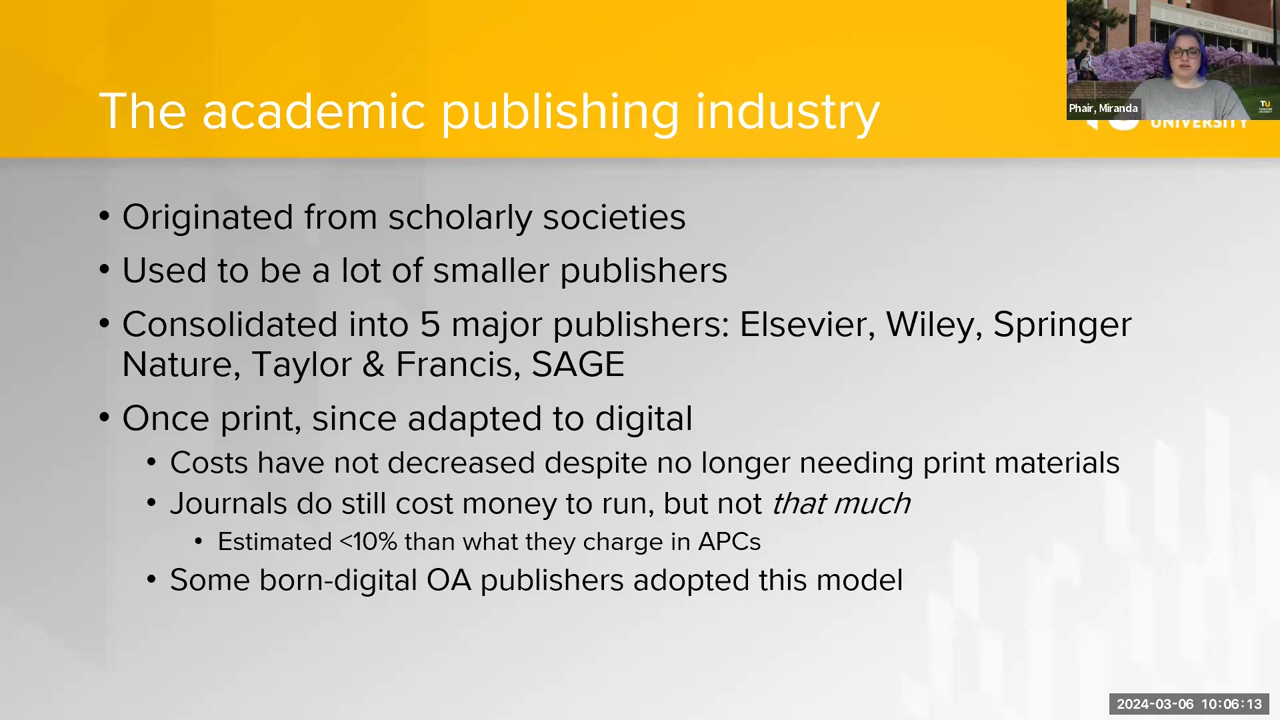 The academic publishing industry
Phair, Miranda
TU
UNIVERSITY
• Originated from scholarly societies
• Used to be a lot of smaller publishers
• Consolidated into 5 major publishers: Elsevier, Wiley, Springer
Nature, Taylor & Francis, SAGE
• Once print, since adapted to digital
• Costs have not decreased despite no longer needing print materials
• Journals do still cost money to run, but not that much
• Estimated <10% than what they charge in APCs
• Some born-digital OA publishers adopted this model
2024-03-06 10:06:13